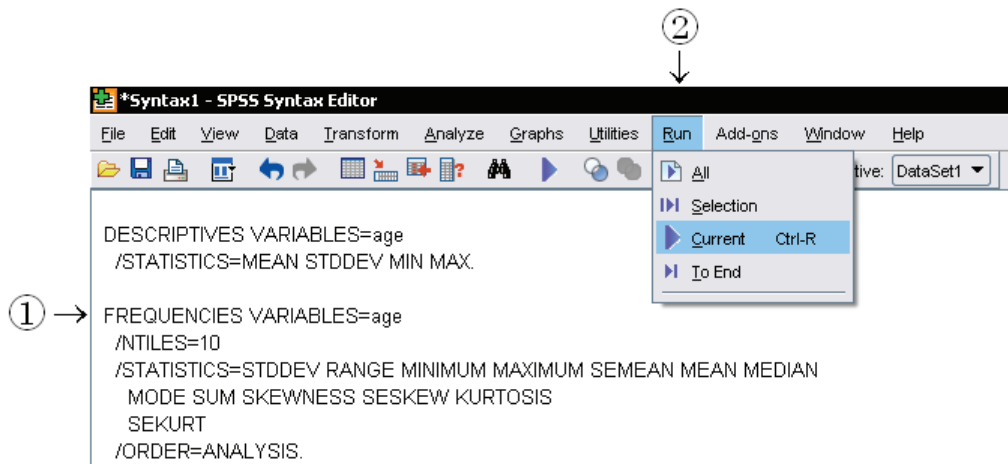 ②
*Syntax1 - SPSS Syntax Editor
File Edit View Data Transform Analyze Graphs Utilities Run Add-ons Window Help
All
tive: DataSet1
Selection
Current Ctrl-R
To End
DESCRIPTIVES VARIABLES=age
/STATISTICS=MEAN STDDEV MIN MAX.
①
FREQUENCIES VARIABLES=age
/NTILES=10
/STATISTICS=STDDEV RANGE MINIMUM MAXIMUM SEMEAN MEAN MEDIAN
MODE SUM SKEWNESS SESKEW KURTOSIS
SEKURT
/ORDER=ANALYSIS.